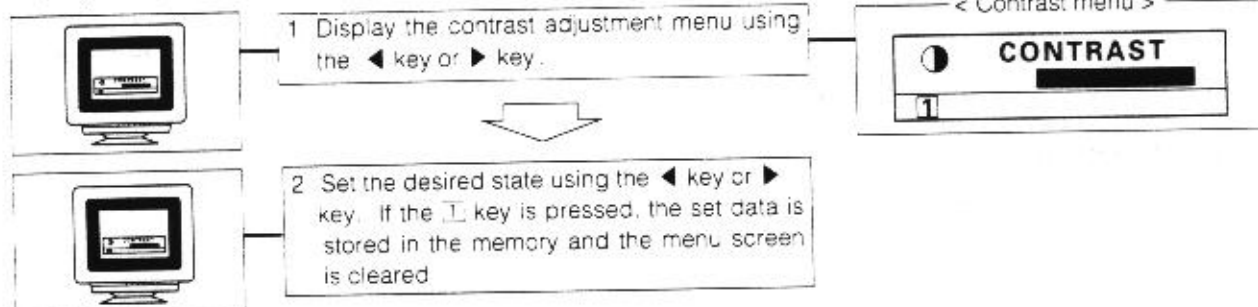 1 Display the contrast adjustment menu using
the ◀ key or ▶ key.
< Contrast menu >
CONTRAST
1
2 Set the desired state using the ◀ key or ▶
key. If the 1 key is pressed, the set data is
stored in the memory and the menu screen
is cleared